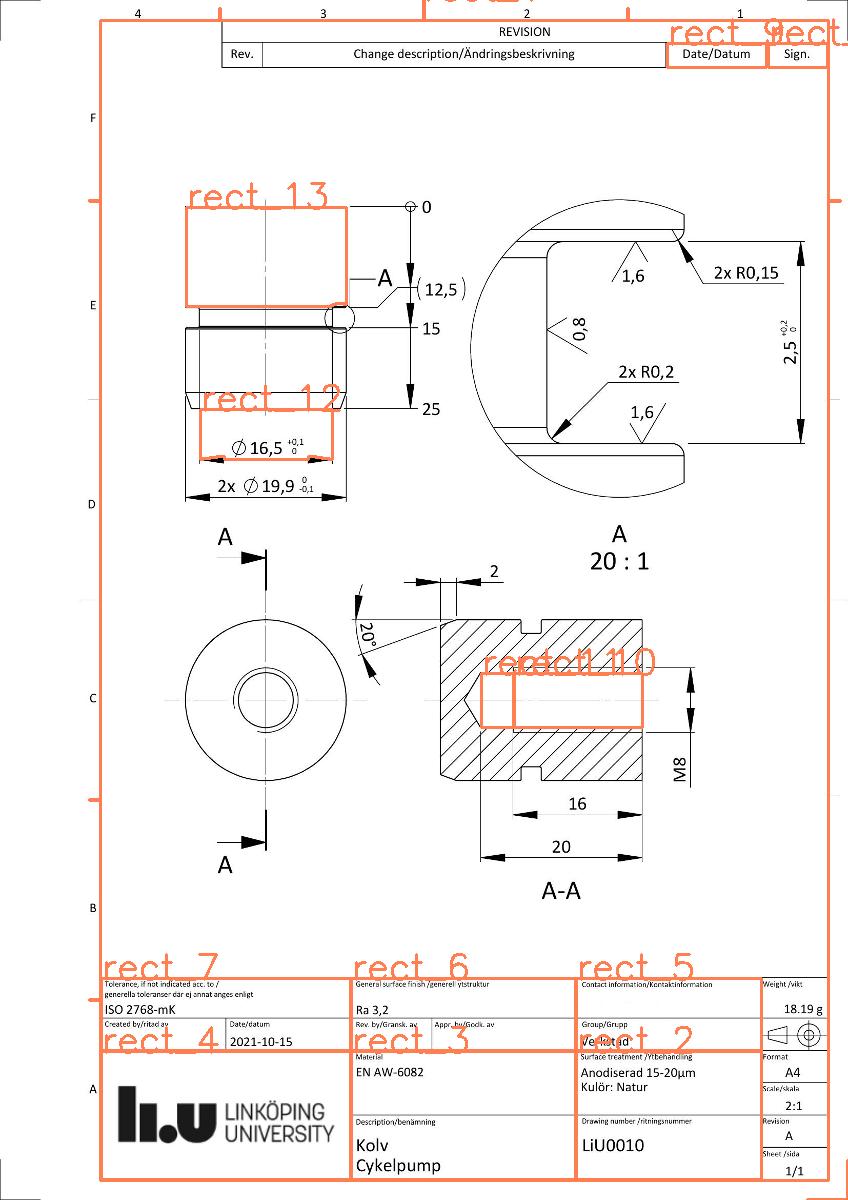 4 3 2 1
REVISION
Rev. Change description/Ändringsbeskrivning Date/Datum Sign.
rect_9
F
rect_13
0
A
(12,5)
15
25
E
1,6
2x R0,15
0,8
2,5 +0,2 0
2x R0,2
1,6
rect_12
Ø 16,5 +0,1 0
2x Ø 19,9 0 -0,1
D
A
20 : 1
A
2
20°
C
M8
16
20
A
A-A
B
rect_7 rect_6 rect_5
Tolerance, if not indicated acc. to /
generella toleranser där ej annat anges enligt
ISO 2768-mK
General surface finish /generell ytstruktur
Ra 3,2
Contact information/Kontaktinformation
Weight /vikt
18.19 g
Created by/ritad av
Date/datum
2021-10-15
Rev. by/Gransk. av
Appr. by/Godk. av
Group/Grupp
Verkstad
rect_4 rect_3 rect_2
A
LINKÖPING
UNIVERSITY
Material
EN AW-6082
Surface treatment /Ytbehandling
Anodiserad 15-20µm
Kulör: Natur
Format
A4
Scale/skala
2:1
Description/benämning
Kolv
Cykelpump
Drawing number /ritningsnummer
LiU0010
Revision
A
Sheet /sida
1/1